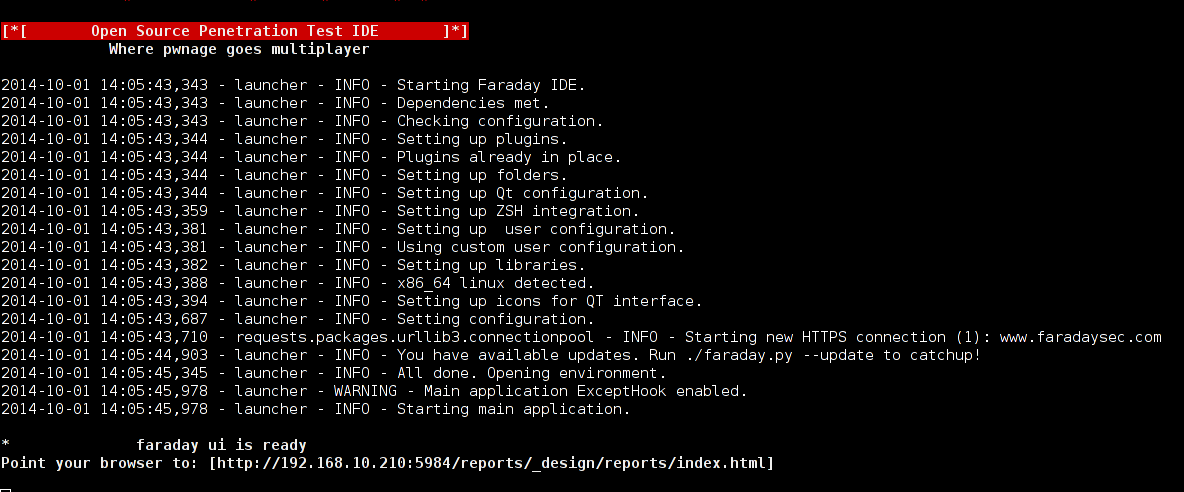 [*[       Open Source Penetration Test IDE       ]*]
Where pwnage goes multiplayer
2014-10-01 14:05:43,343 - launcher - INFO - Starting Faraday IDE.
2014-10-01 14:05:43,343 - launcher - INFO - Dependencies met.
2014-10-01 14:05:43,343 - launcher - INFO - Checking configuration.
2014-10-01 14:05:43,344 - launcher - INFO - Setting up plugins.
2014-10-01 14:05:43,344 - launcher - INFO - Plugins already in place.
2014-10-01 14:05:43,344 - launcher - INFO - Setting up folders.
2014-10-01 14:05:43,344 - launcher - INFO - Setting up Qt configuration.
2014-10-01 14:05:43,359 - launcher - INFO - Setting up ZSH integration.
2014-10-01 14:05:43,381 - launcher - INFO - Setting up  user configuration.
2014-10-01 14:05:43,381 - launcher - INFO - Using custom user configuration.
2014-10-01 14:05:43,382 - launcher - INFO - Setting up libraries.
2014-10-01 14:05:43,388 - launcher - INFO - x86_64 linux detected.
2014-10-01 14:05:43,394 - launcher - INFO - Setting up icons for QT interface.
2014-10-01 14:05:43,687 - launcher - INFO - Setting configuration.
2014-10-01 14:05:43,710 - requests.packages.urllib3.connectionpool - INFO - Starting new HTTPS connection (1): www.faradaysec.com
2014-10-01 14:05:44,903 - launcher - INFO - You have available updates. Run ./faraday.py --update to catchup!
2014-10-01 14:05:45,345 - launcher - INFO - All done. Opening environment.
2014-10-01 14:05:45,978 - launcher - WARNING - Main application ExceptHook enabled.
2014-10-01 14:05:45,978 - launcher - INFO - Starting main application.
*              faraday ui is ready
Point your browser to: [http://192.168.10.210:5984/reports/_design/reports/index.html]